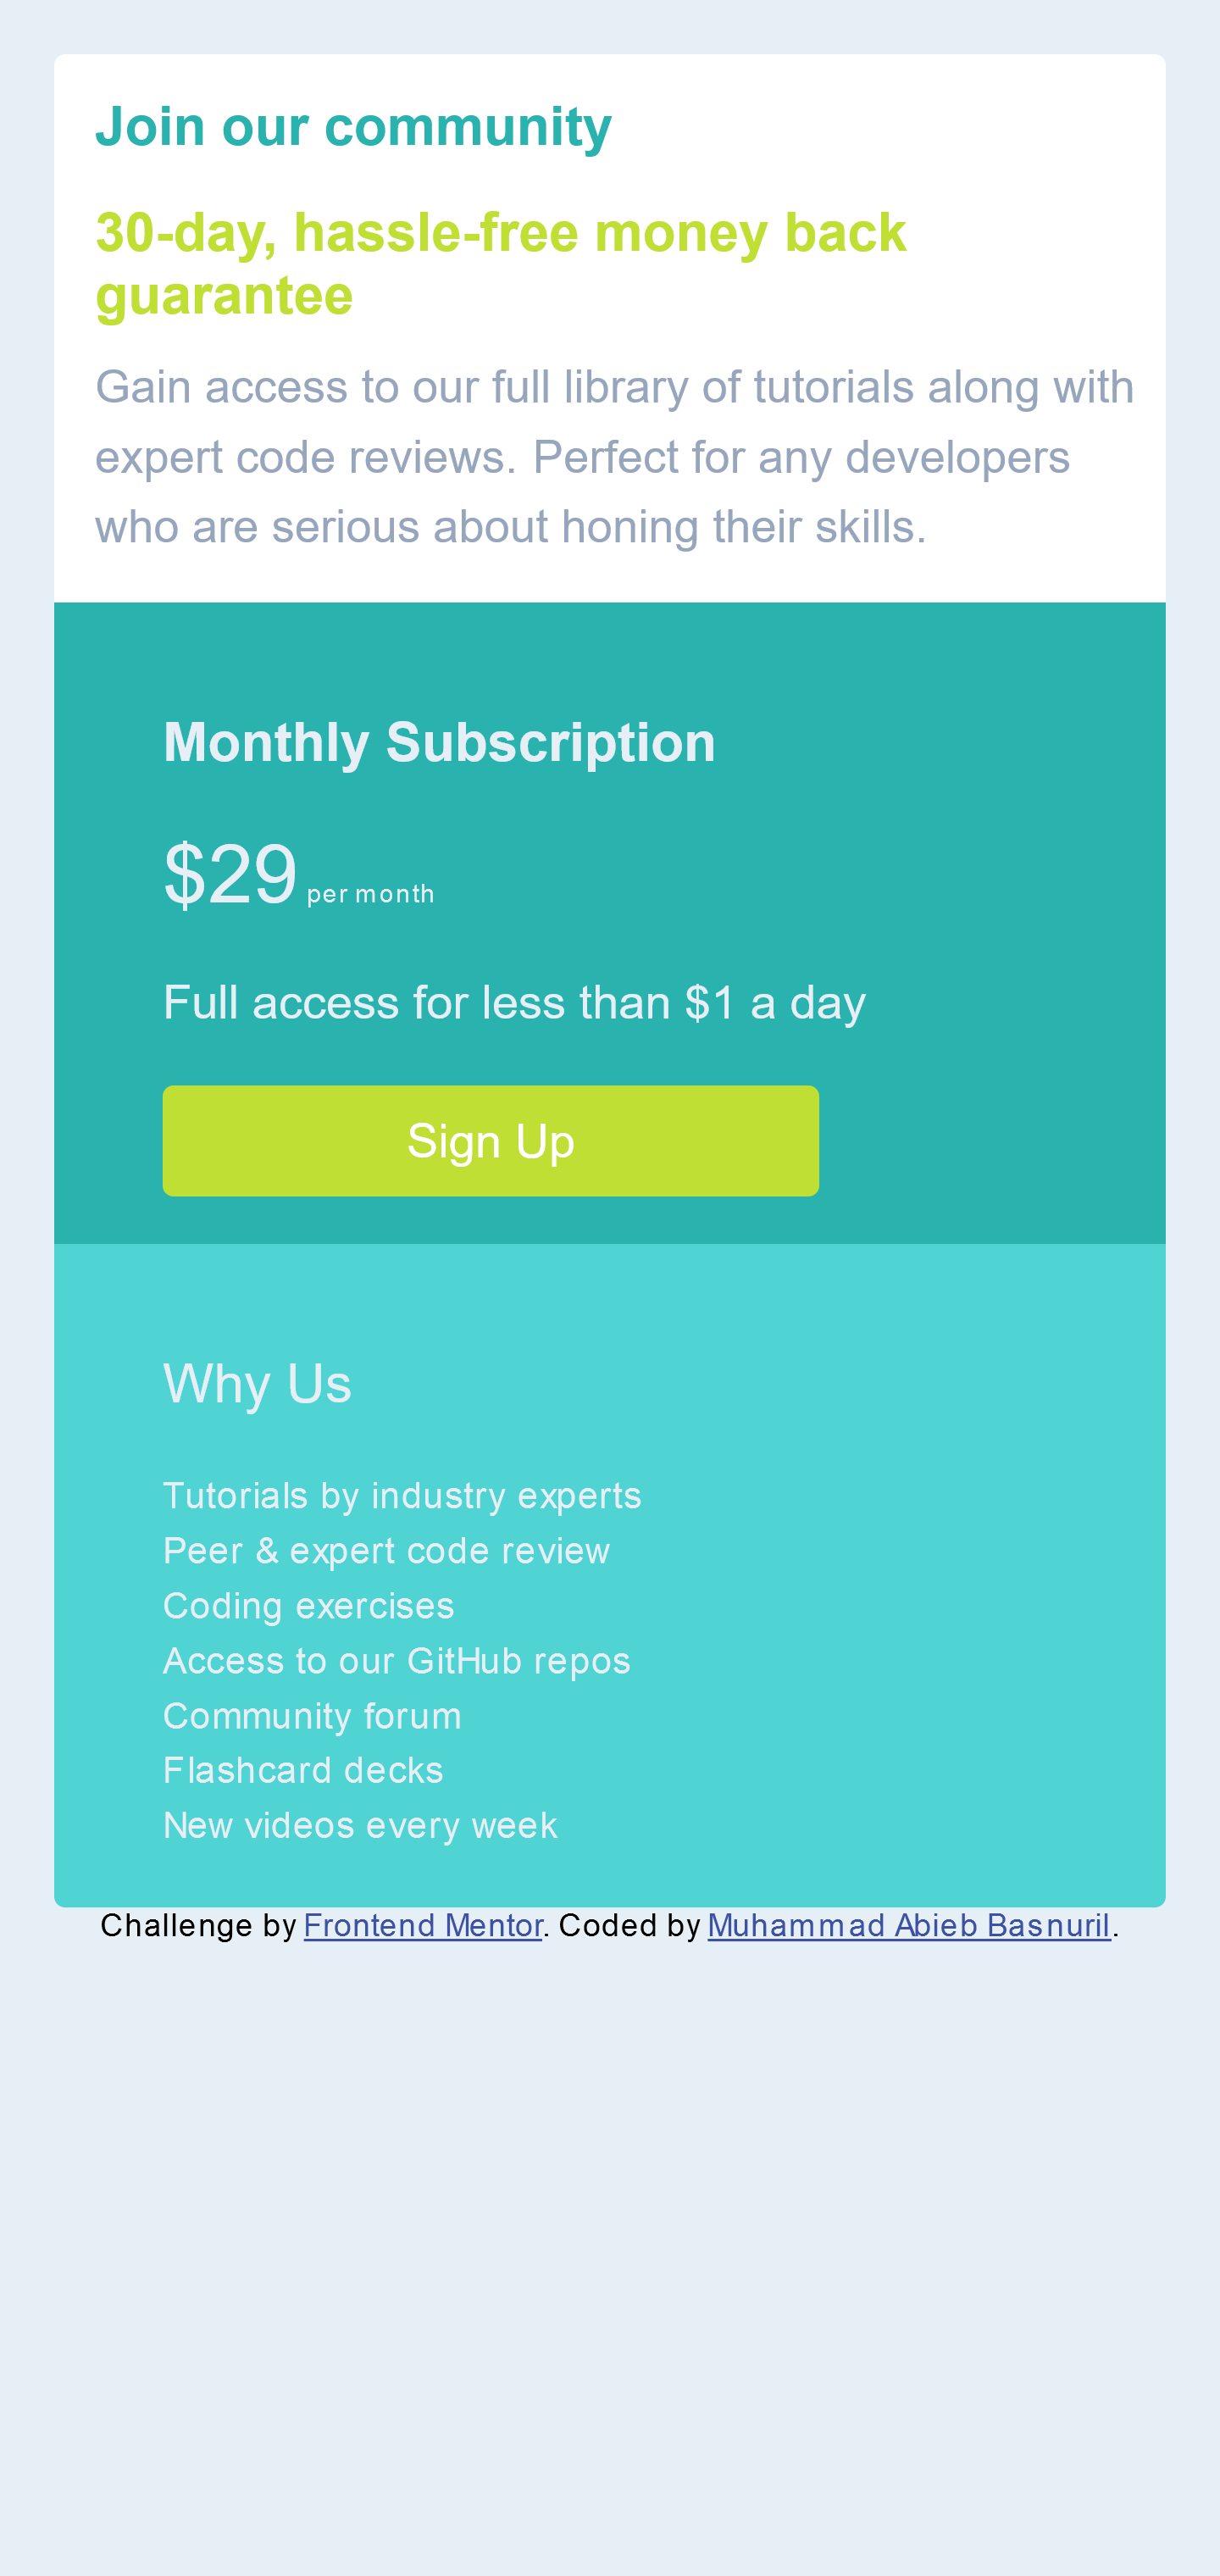 Join our community
30-day, hassle-free money back
guarantee
Gain access to our full library of tutorials along with
expert code reviews. Perfect for any developers
who are serious about honing their skills.
Monthly Subscription
$29 per month
Full access for less than $1 a day
Sign Up
Why Us
Tutorials by industry experts
Peer & expert code review
Coding exercises
Access to our GitHub repos
Community forum
Flashcard decks
New videos every week
Challenge by Frontend Mentor. Coded by Muhammad Abieb Basnuril.